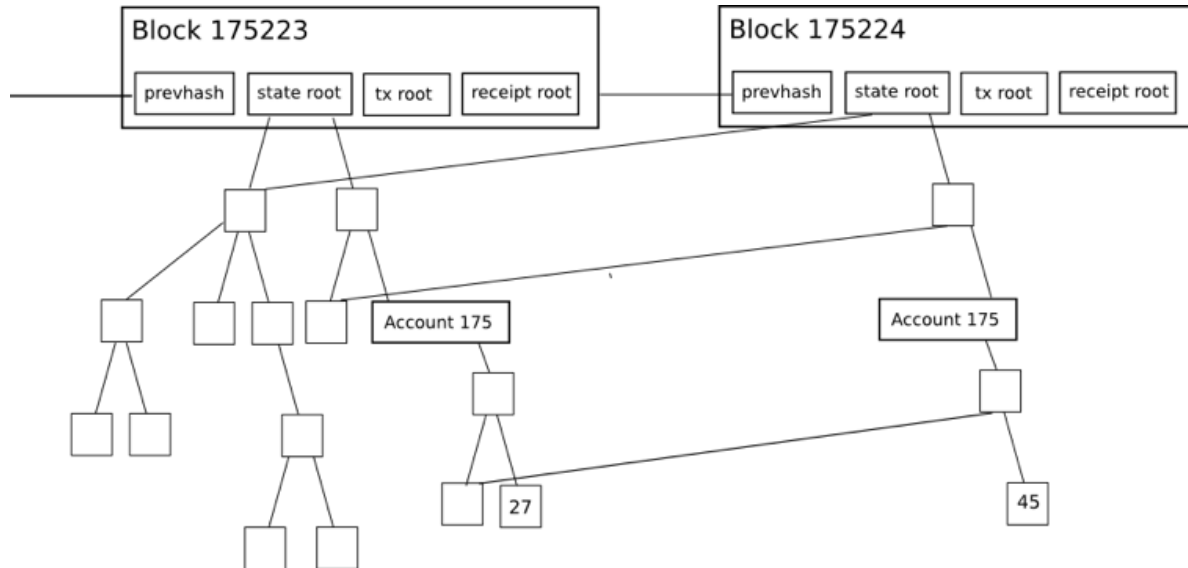 Block 175223
prevhash
state root
tx root
receipt root
Block 175224
prevhash
state root
tx root
receipt root
Account 175
27
Account 175
45